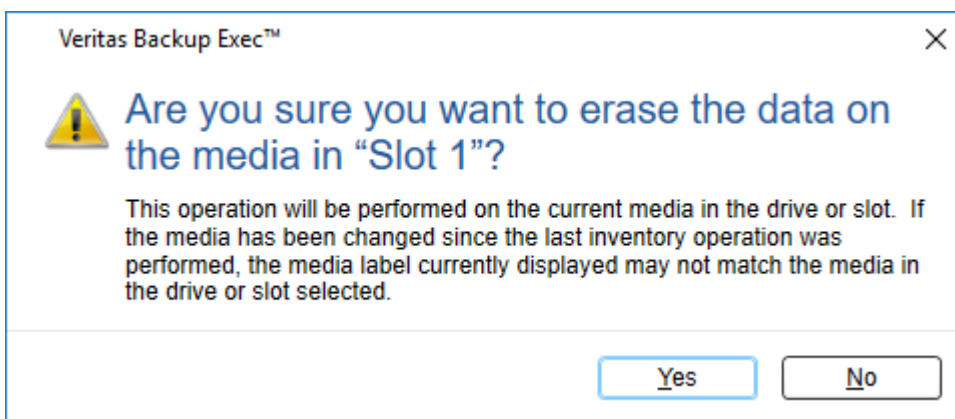 Veritas Backup Exec™
Are you sure you want to erase the data on
the media in “Slot 1”?
This operation will be performed on the current media in the drive or slot.  If
the media has been changed since the last inventory operation was
performed, the media label currently displayed may not match the media in
the drive or slot selected.
Yes
No